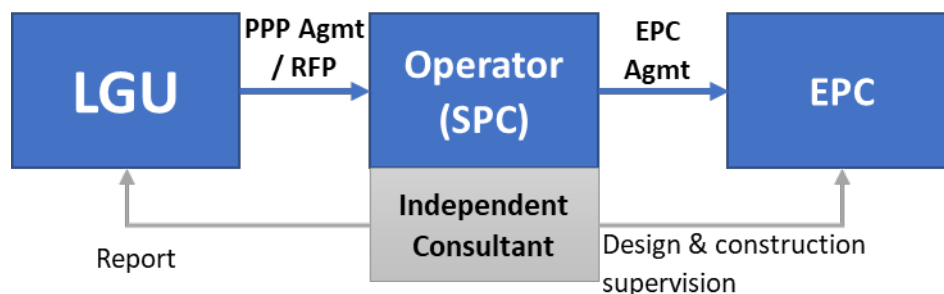 LGU
PPP Agmt
/ RFP
Operator
(SPC)
EPC
Agmt
EPC
Independent
Consultant
Report
Design & construction
supervision